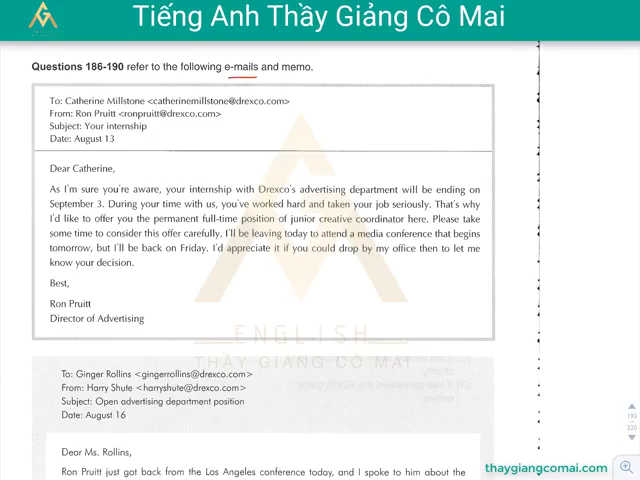 Tiếng Anh Thầy Giảng Cô Mai
Questions 186-190 refer to the following e-mails and memo.
To: Catherine Millstone <catherinemillstone@drexco.com>
From: Ron Pruitt <ronpruitt@drexco.com>
Subject: Your internship
Date: August 13
Dear Catherine,
As I'm sure you're aware, your internship with Drexco's advertising department will be ending on
September 3. During your time with us, you've worked hard and taken your job seriously. That's why
I'd like to offer you the permanent full-time position of junior creative coordinator here. Please take
some time to consider this offer carefully. I'll be leaving today to attend a media conference that begins
tomorrow, but I'll be back on Friday. I'd appreciate it if you could drop by my office then to let me
know your decision.
Best,
Ron Pruitt
Director of Advertising
ENGLISH
THẦY GIẢNG CÔ MAI
To: Ginger Rollins <gingerrollins@drexco.com>
From: Harry Shute <harryshute@drexco.com>
Subject: Open advertising department position
Date: August 16
Dear Ms. Rollins,
Ron Pruitt just got back from the Los Angeles conference today, and I spoke to him about the
193
220
thaygiangcomai.com